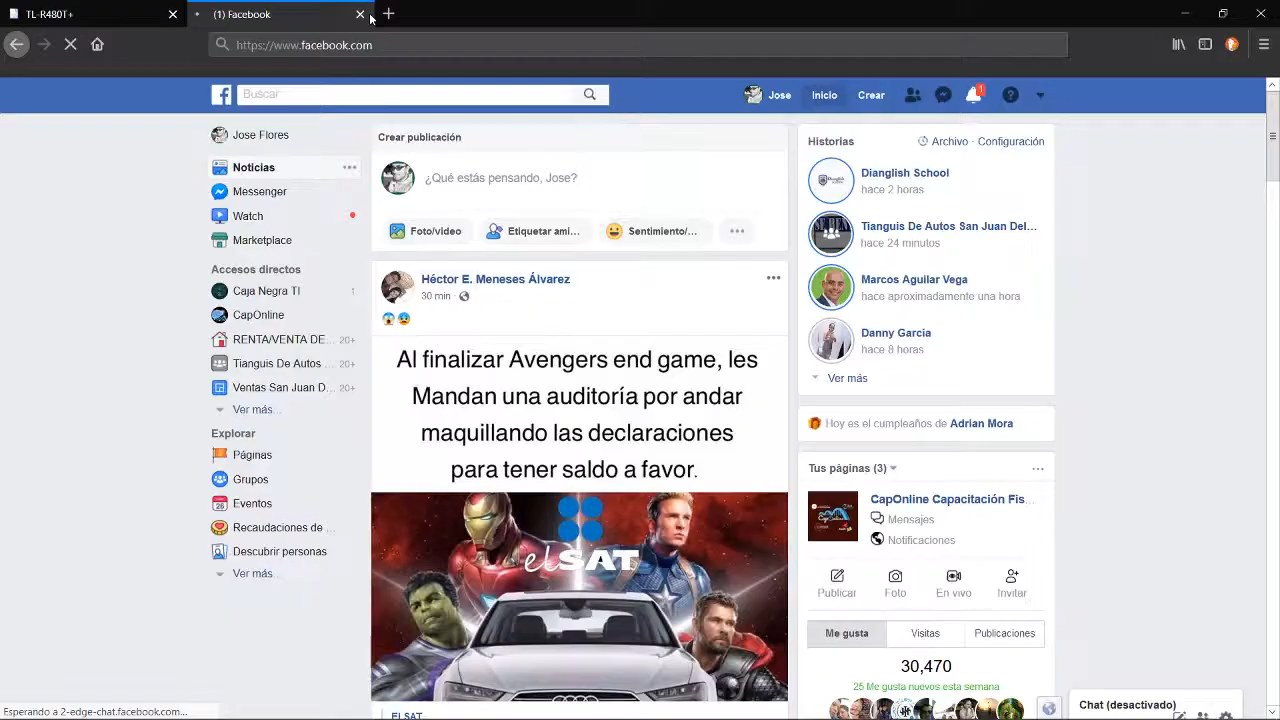 TL-R480T+
(1) Facebook
https://www.facebook.com
Buscar
Jose
Inicio
Crear
1
Jose Flores
Noticias
Messenger
Watch
Marketplace
Accesos directos
Caja Negra TI 1
CapOnline
RENTA/VENTA DE... 20+
Tianguis De Autos ... 20+
Ventas San Juan D... 20+
Ver más...
Explorar
Páginas
Grupos
Eventos
Recaudaciones de ...
Descubrir personas
Ver más...
Crear publicación
¿Qué estás pensando, Jose?
Foto/video
Etiquetar ami...
Sentimiento/...
Héctor E. Meneses Álvarez
30 min
Al finalizar Avengers end game, les
Mandan una auditoría por andar
maquillando las declaraciones
para tener saldo a favor.
elSAT
ELSAT
Historias
Archivo · Configuración
Dianglish School
hace 2 horas
Tianguis De Autos San Juan Del...
hace 24 minutos
Marcos Aguilar Vega
hace aproximadamente una hora
Danny Garcia
hace 8 horas
Ver más
Hoy es el cumpleaños de Adrian Mora
Tus páginas (3)
CapOnline Capacitación Fis...
Mensajes
Notificaciones
Publicar
Foto
En vivo
Invitar
Me gusta
Visitas
Publicaciones
30,470
25 Me gusta nuevos esta semana
Chat (desactivado)
Esperando a 2-edge-chat.facebook.com...